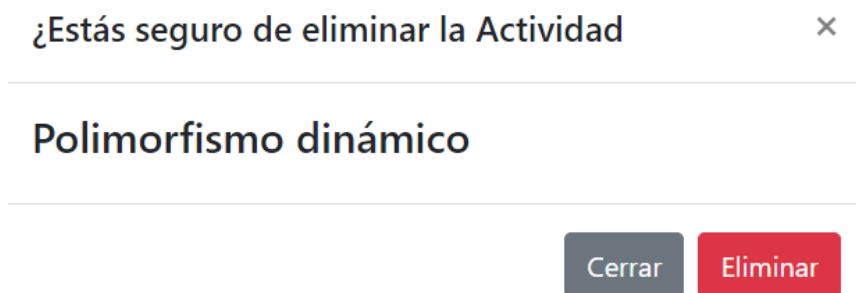 ¿Estás seguro de eliminar la Actividad ×
Polimorfismo dinámico
Cerrar Eliminar